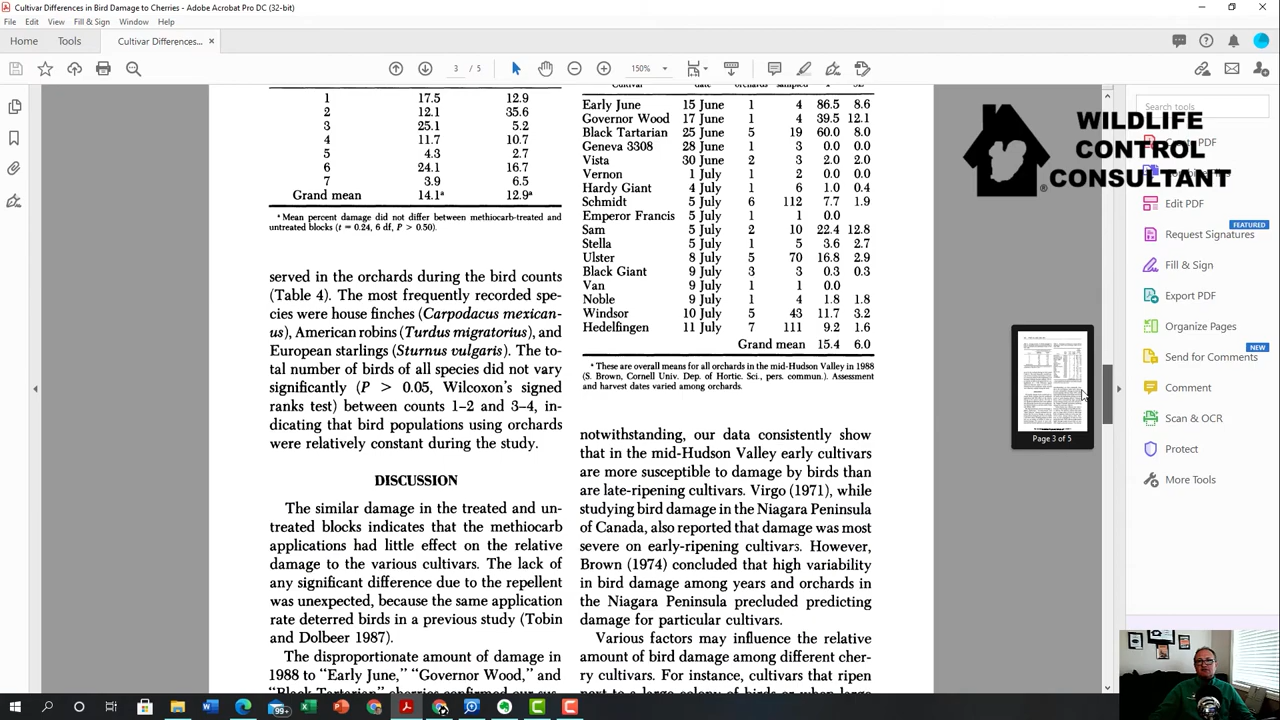 Cultivar Differences in Bird Damage to Cherries - Adobe Acrobat Pro DC (32-bit)
File Edit View Fill & Sign Window Help
Home Tools Cultivar Differences...
3 / 5 150%
1 17.5 12.9
2 12.1 35.6
3 25.1 5.2
4 11.7 10.7
5 4.3 2.7
6 24.1 16.7
7 3.9 6.5
Grand mean 14.1a 12.9a
a Mean percent damage did not differ between methiocarb-treated and
untreated blocks (t = 0.24, 6 df, P > 0.50).
served in the orchards during the bird counts
(Table 4). The most frequently recorded spe-
cies were house finches (Carpodacus mexican-
us), American robins (Turdus migratorius), and
European starlings (Sturnus vulgaris). The to-
tal number of birds of all species did not vary
significantly (P > 0.05, Wilcoxon's signed
ranks test) between counts 1–2 and 3–4, in-
dicating that bird populations using orchards
were relatively constant during the study.
DISCUSSION
The similar damage in the treated and un-
treated blocks indicates that the methiocarb
applications had little effect on the relative
damage to the various cultivars. The lack of
any significant difference due to the repellent
was unexpected, because the same application
rate deterred birds in a previous study (Tobin
and Dolbeer 1987).
The disproportionate amount of damage in
1988 to "Early June," "Governor Wood," and
Cultivar date orchards sampled
Early June 15 June 1 4 86.5 8.6
Governor Wood 17 June 1 4 39.5 12.1
Black Tartarian 25 June 5 19 60.0 8.0
Geneva 3308 28 June 1 3 0.0 0.0
Vista 30 June 2 3 2.0 2.0
Vernon 1 July 1 2 0.0 0.0
Hardy Giant 4 July 1 6 1.0 0.4
Schmidt 5 July 6 112 7.7 1.9
Emperor Francis 5 July 1 1 0.0
Sam 5 July 2 10 22.4 12.8
Stella 5 July 1 5 3.6 2.7
Ulster 8 July 5 70 16.8 2.9
Black Giant 9 July 3 3 0.3 0.3
Van 9 July 1 1 0.0
Noble 9 July 1 4 1.8 1.8
Windsor 10 July 5 43 11.7 3.2
Hedelfingen 11 July 7 111 9.2 1.6
Grand mean 15.4 6.0
a These are overall means for all orchards in the mid-Hudson Valley in 1988
(S. Brown, Cornell Univ. Dep. of Hortic. Sci., pers. commun.). Assessment
and harvest dates varied among orchards.
notwithstanding, our data consistently show
that in the mid-Hudson Valley early cultivars
are more susceptible to damage by birds than
are late-ripening cultivars. Virgo (1971), while
studying bird damage in the Niagara Peninsula
of Canada, also reported that damage was most
severe on early-ripening cultivars. However,
Brown (1974) concluded that high variability
in bird damage among years and orchards in
the Niagara Peninsula precluded predicting
damage for particular cultivars.
Various factors may influence the relative
amount of bird damage among different cher-
ry cultivars. For instance, cultivars that ripen
Page 3 of 5
WILDLIFE
CONTROL
CONSULTANT
®
Search tools
PDF
Edit PDF
FEATURED
Request Signatures
Fill & Sign
Export PDF
Organize Pages
NEW
Send for Comments
Comment
Scan & OCR
Protect
More Tools
99+